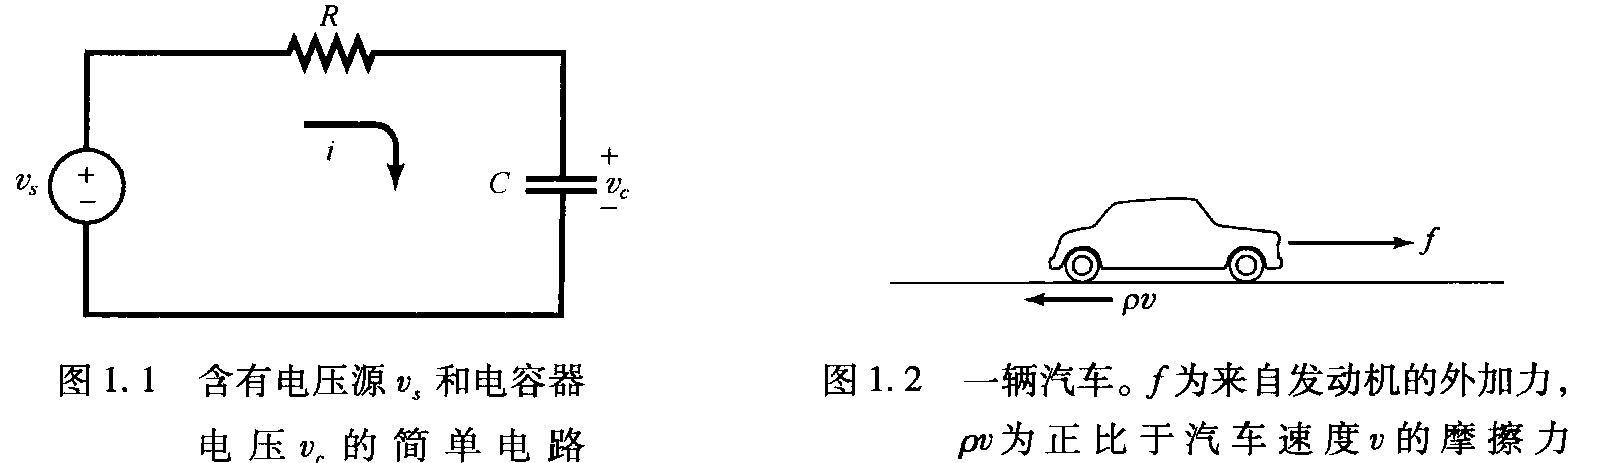 R
i
v_s
+
−
C
+
v_c
−
f
ρv
图 1.1 含有电压源 v_s 和电容器
电压 v_c 的简单电路
图 1.2 一辆汽车。f 为来自发动机的外加力，
ρv 为正比于汽车速度 v 的摩擦力